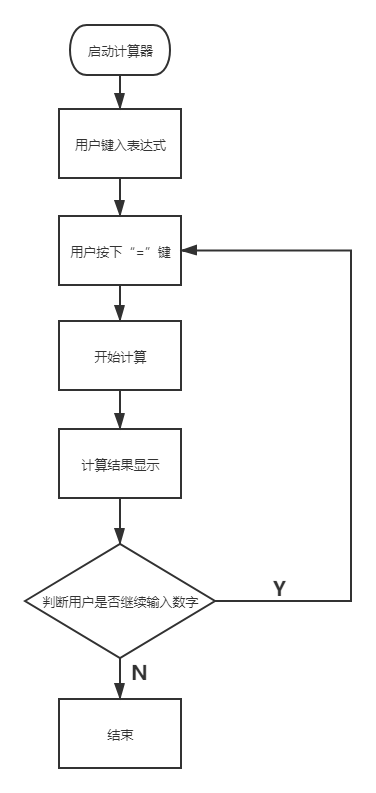 启动计算器
用户键入表达式
用户按下“=”键
开始计算
计算结果显示
判断用户是否继续输入数字
Y
N
结束